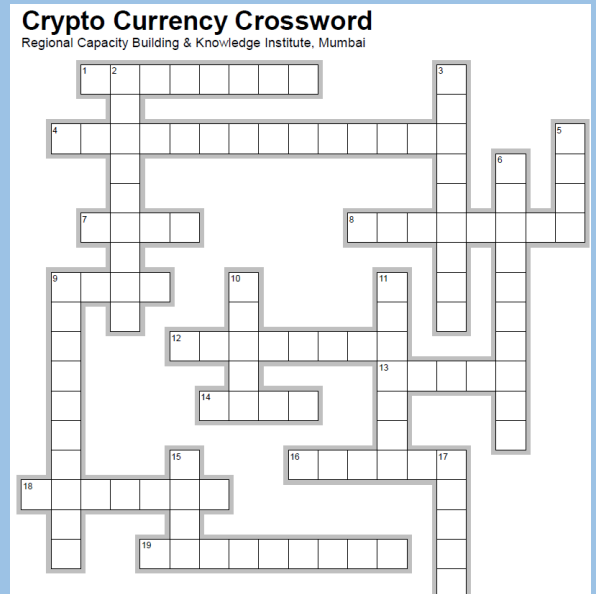 Crypto Currency Crossword
Regional Capacity Building & Knowledge Institute, Mumbai
1 2 3
4 5
6
7 8
9 10 11
12
13
14
15 16 17
18
19